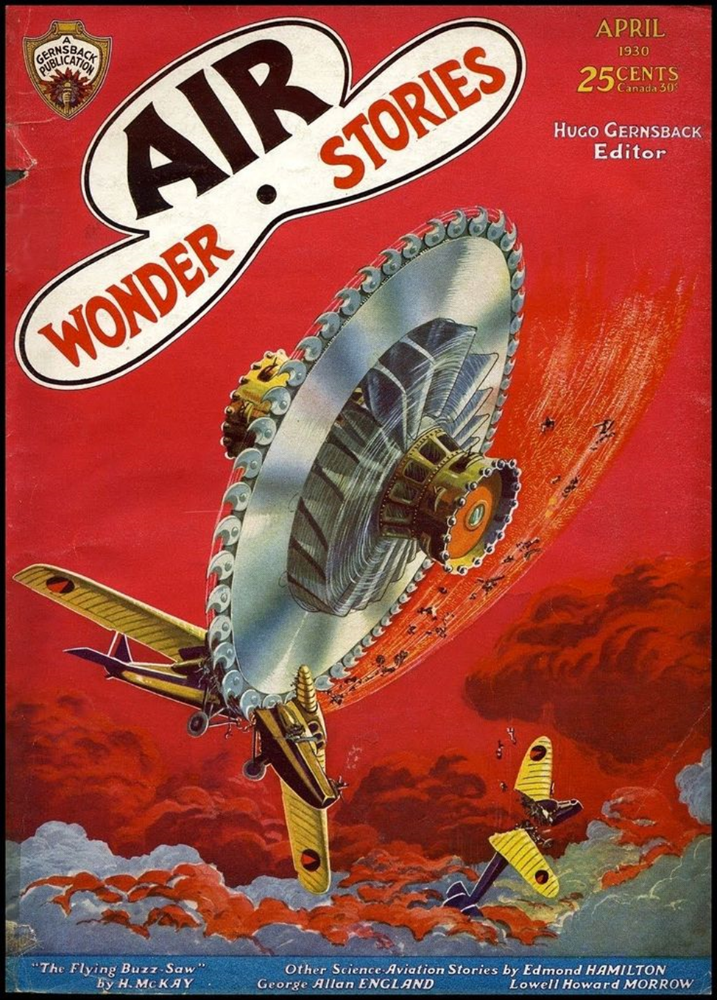 A
GERNSBACK
PUBLICATION
AIR
WONDER · STORIES
APRIL
1930
25 CENTS
Canada 30¢
HUGO GERNSBACK
Editor
"The Flying Buzz-Saw"
by H. McKAY
Other Science-Aviation Stories by Edmond HAMILTON
George Allan ENGLAND
Lowell Howard MORROW